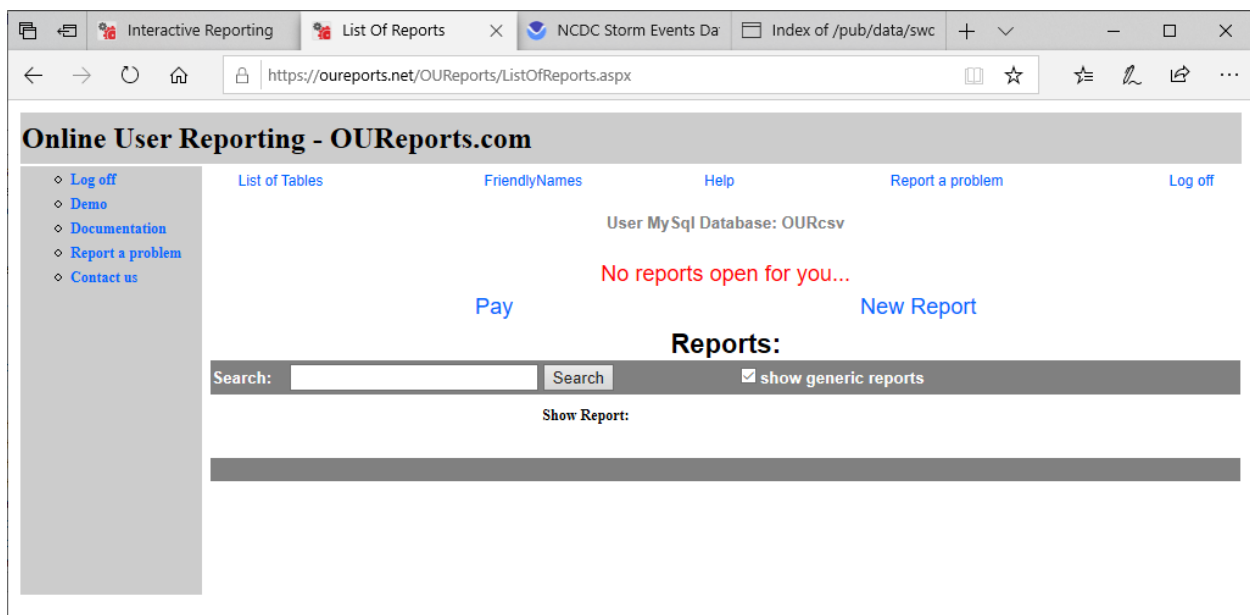 Interactive Reporting
List Of Reports
NCDC Storm Events Da
Index of /pub/data/swc
https://oureports.net/OUReports/ListOfReports.aspx
Online User Reporting - OUReports.com
Log off
Demo
Documentation
Report a problem
Contact us
List of Tables FriendlyNames Help Report a problem Log off
User MySql Database: OURcsv
No reports open for you...
Pay New Report
Reports:
Search: Search show generic reports
Show Report: